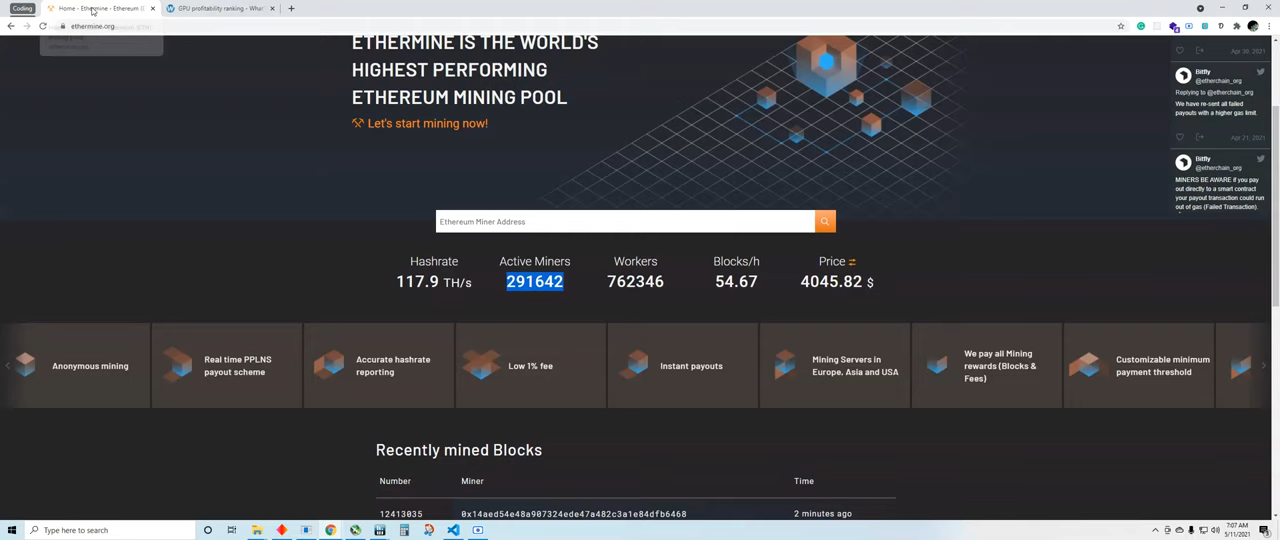 Coding
Home - Ethermine - Ethereum (E
GPU profitability ranking - What
ethermine.org
ETHERMINE IS THE WORLD'S
HIGHEST PERFORMING
ETHEREUM MINING POOL
Let's start mining now!
Apr 30, 2021
Bitfly
@etherchain_org
Replying to @etherchain_org
We have re-sent all failed
payouts with a higher gas limit.
Apr 21, 2021
Bitfly
@etherchain_org
MINERS BE AWARE if you pay
out directly to a smart contract
your payout transaction could run
out of gas (Failed Transaction).
Ethereum Miner Address
Hashrate
Active Miners
Workers
Blocks/h
Price
117.9 TH/s
291642
762346
54.67
4045.82 $
Anonymous mining
Real time PPLNS
payout scheme
Accurate hashrate
reporting
Low 1% fee
Instant payouts
Mining Servers in
Europe, Asia and USA
We pay all Mining
rewards (Blocks &
Fees)
Customizable minimum
payment threshold
Recently mined Blocks
Number
Miner
Time
12413035
0x14aed54e48a907324ede47a482c3a1e84dfb6468
2 minutes ago
Type here to search
7:07 AM
5/11/2021